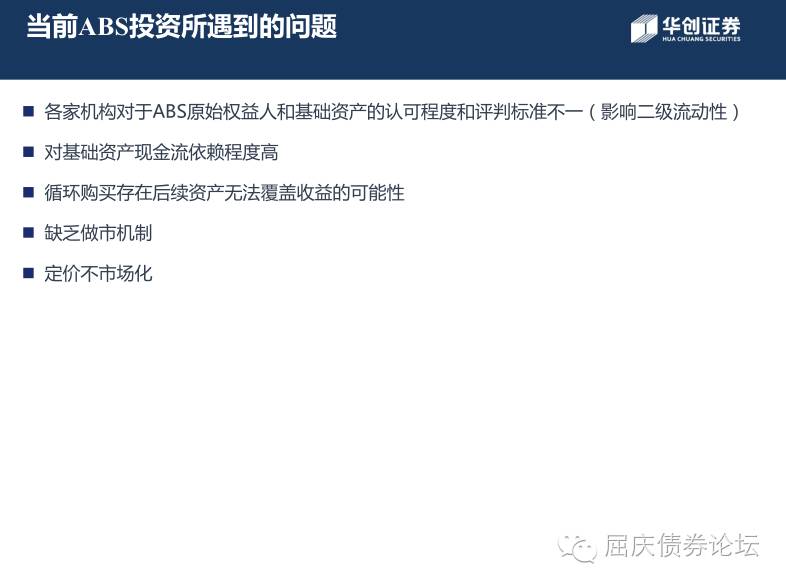 当前ABS投资所遇到的问题
华创证券
HUA CHUANG SECURITIES
各家机构对于ABS原始权益人和基础资产的认可程度和评判标准不一（影响二级流动性）
对基础资产现金流依赖程度高
循环购买存在后续资产无法覆盖收益的可能性
缺乏做市机制
定价不市场化
屈庆债券论坛